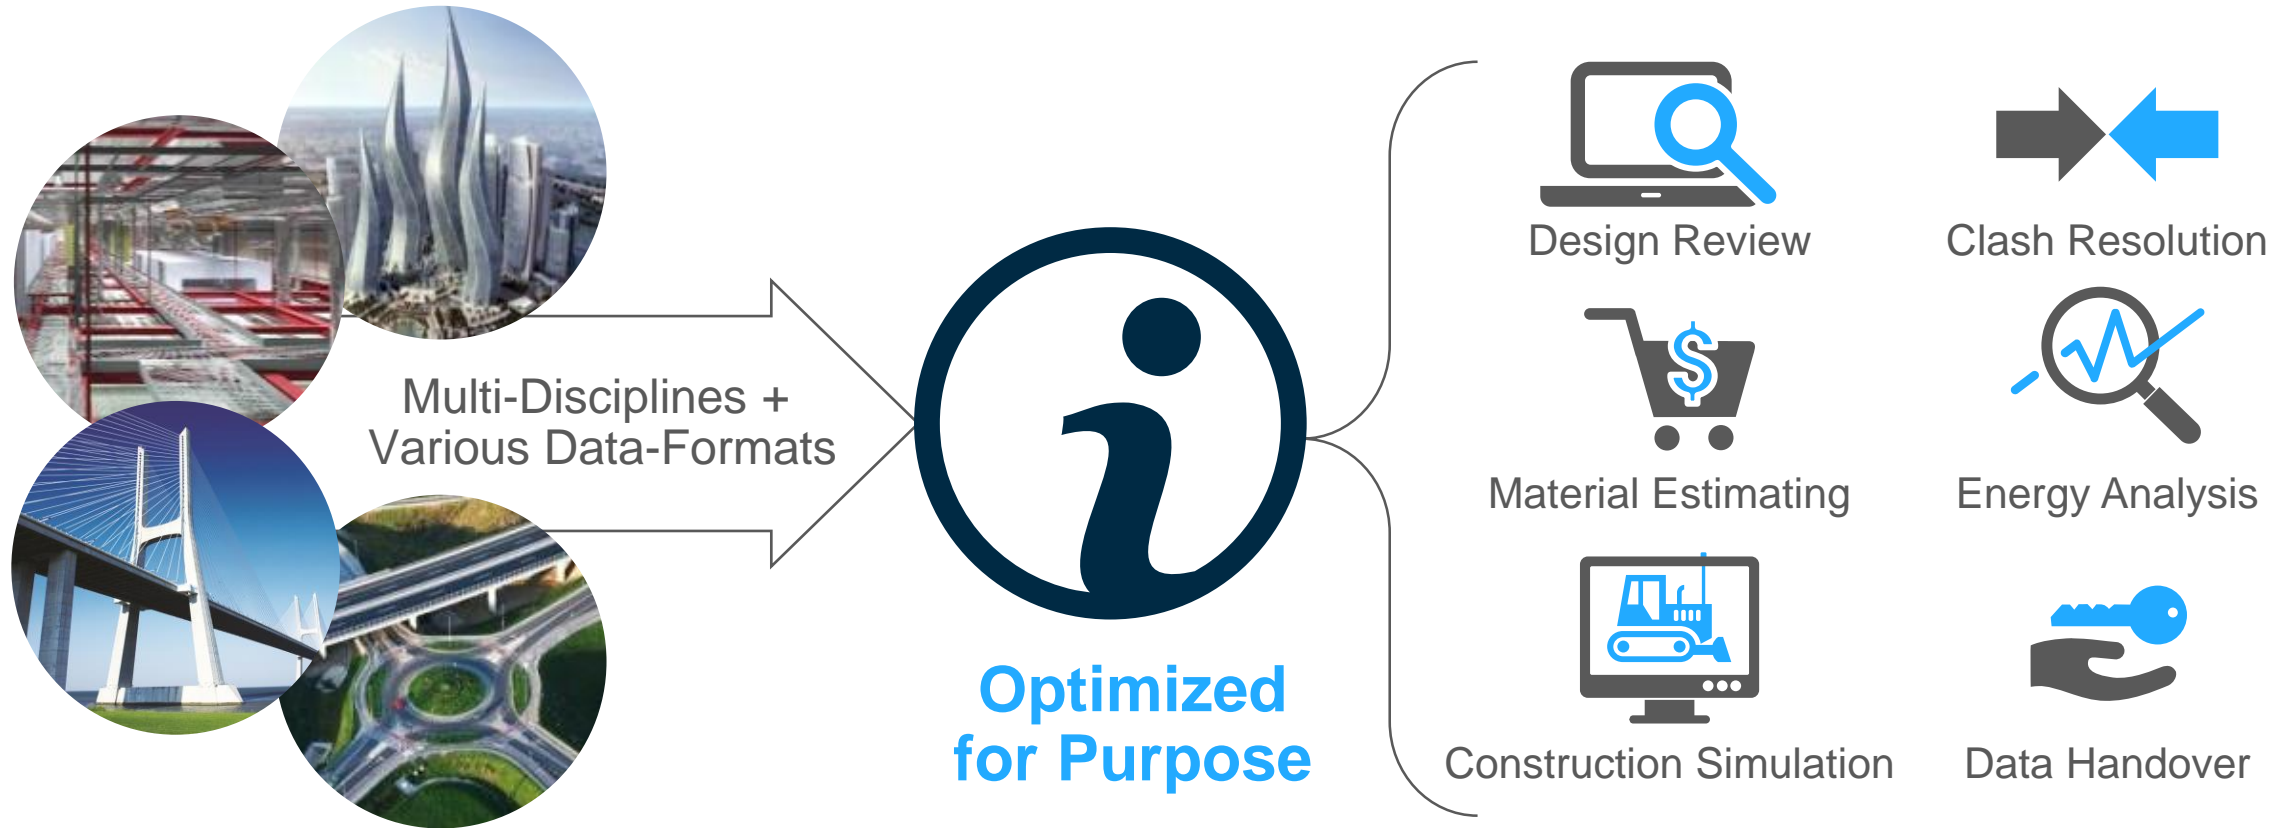 Multi-Disciplines +
Various Data-Formats
Optimized
for Purpose
Design Review
Clash Resolution
Material Estimating
Energy Analysis
Construction Simulation
Data Handover